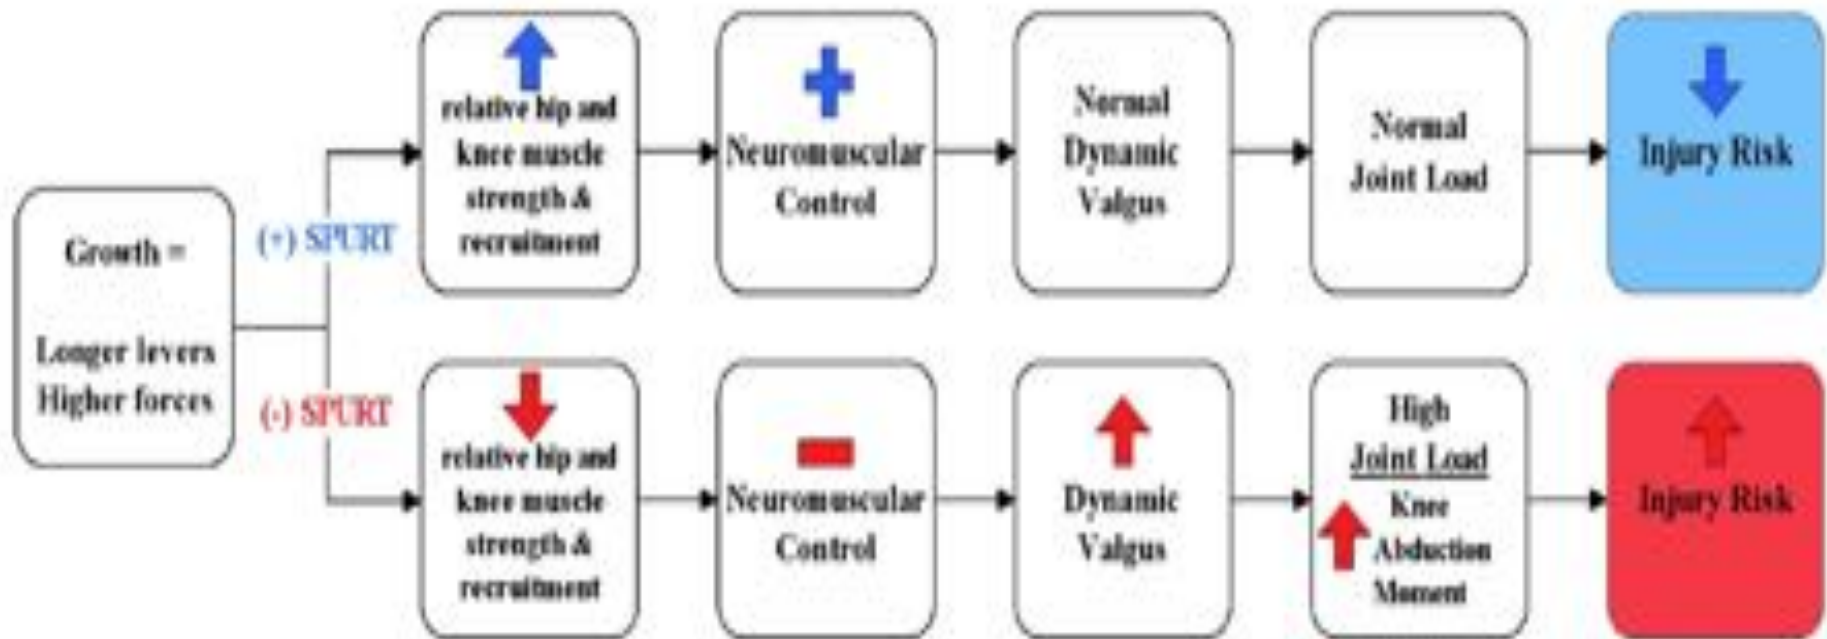 Growth =
Longer levers
Higher forces
(+) SPURT
relative hip and
knee muscle
strength &
recruitment
Neuromuscular
Control
Normal
Dynamic
Valgus
Normal
Joint Load
Injury Risk
(-) SPURT
relative hip and
knee muscle
strength &
recruitment
Neuromuscular
Control
Dynamic
Valgus
High
Joint Load
Knee
Abduction
Moment
Injury Risk